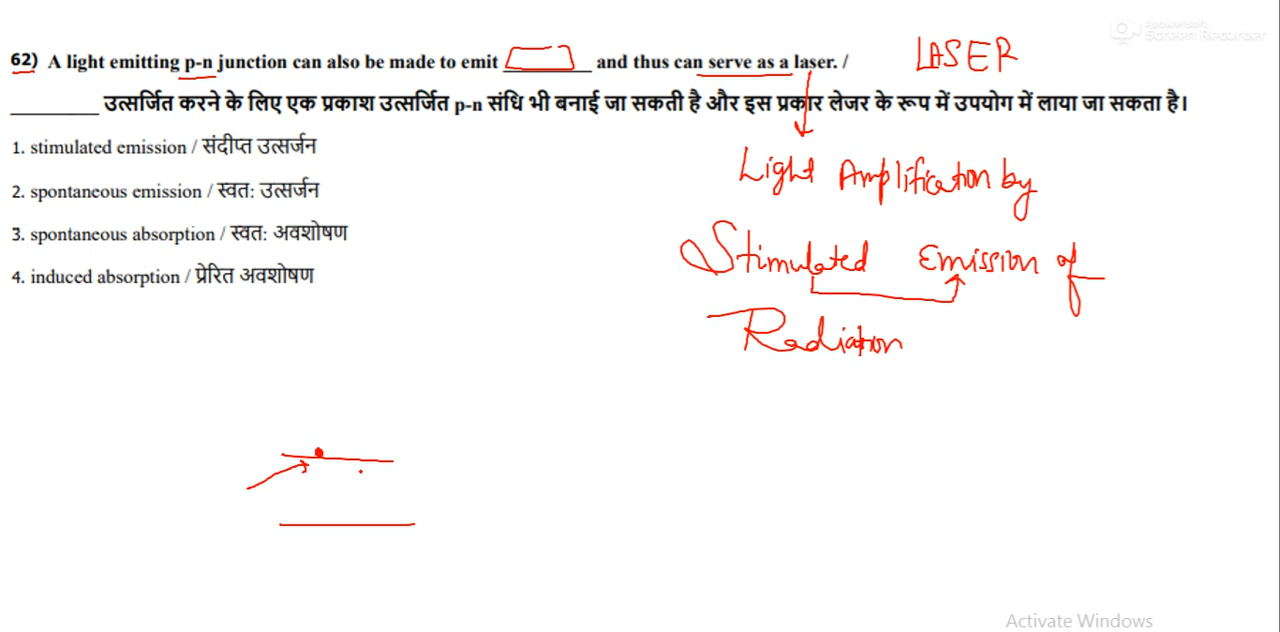 62) A light emitting p-n junction can also be made to emit ________ and thus can serve as a laser. /
________ उत्सर्जित करने के लिए एक प्रकाश उत्सर्जित p-n संधि भी बनाई जा सकती है और इस प्रकार लेजर के रूप में उपयोग में लाया जा सकता है।
1. stimulated emission / संदीप्त उत्सर्जन
2. spontaneous emission / स्वत: उत्सर्जन
3. spontaneous absorption / स्वत: अवशोषण
4. induced absorption / प्रेरित अवशोषण
LASER
Light Amplification by
Stimulated Emission of
Radiation
Screen Recorder
Activate Windows